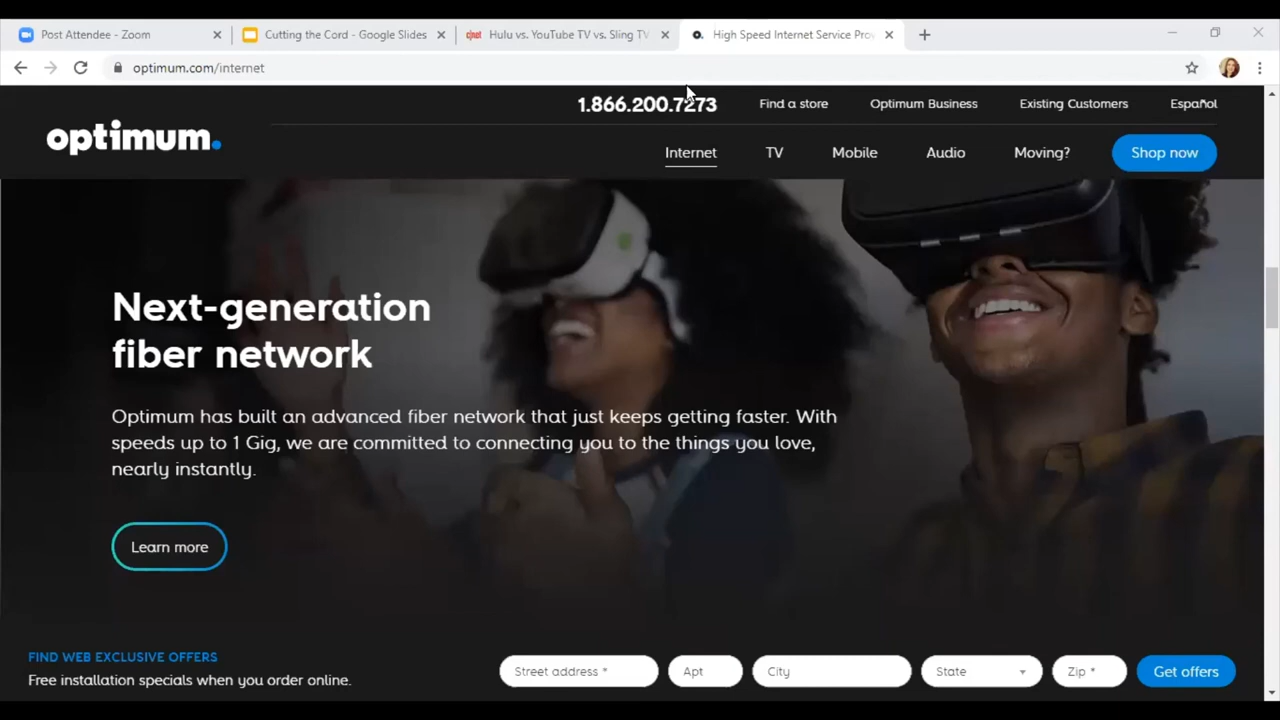 Post Attendee - Zoom
Cutting the Cord - Google Slides
cnet Hulu vs. YouTube TV vs. Sling TV
High Speed Internet Service Prov
optimum.com/internet
1.866.200.7273 Find a store Optimum Business Existing Customers Español
optimum.
Internet TV Mobile Audio Moving? Shop now
Next-generation
fiber network
Optimum has built an advanced fiber network that just keeps getting faster. With
speeds up to 1 Gig, we are committed to connecting you to the things you love,
nearly instantly.
Learn more
FIND WEB EXCLUSIVE OFFERS
Free installation specials when you order online.
Street address * Apt City State Zip * Get offers